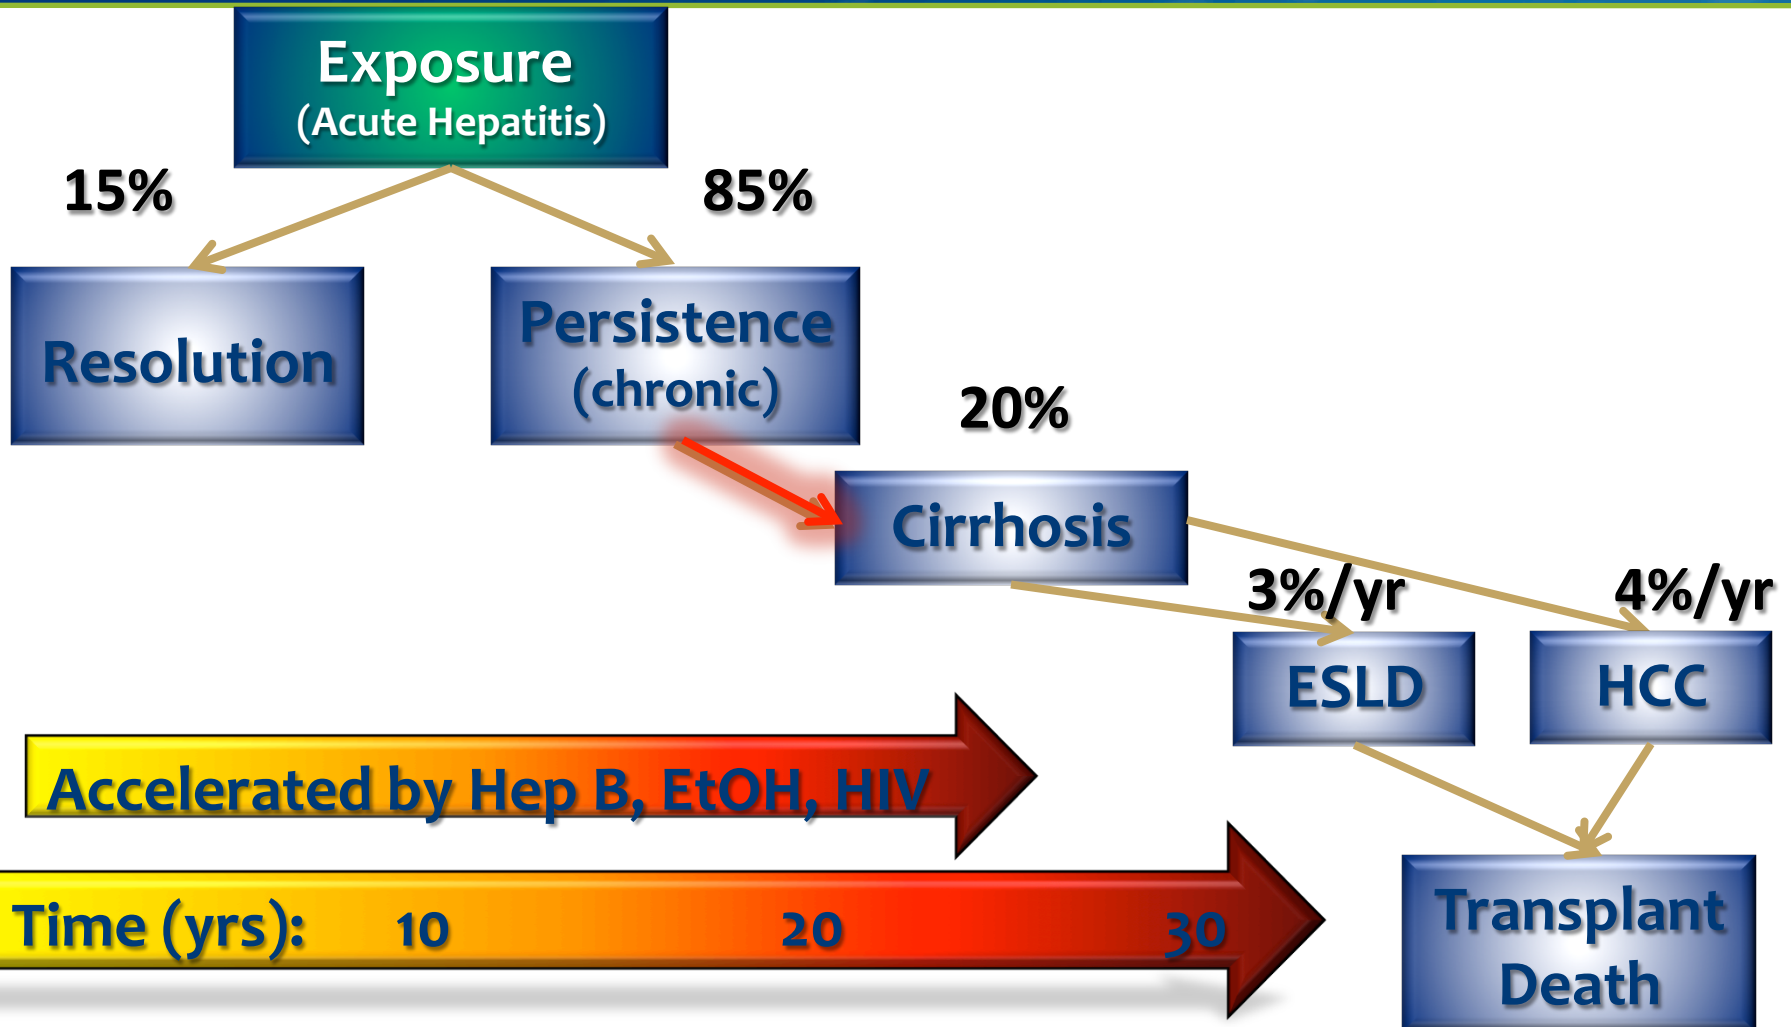 Exposure
(Acute Hepatitis)
15%
85%
Resolution
Persistence
(chronic)
20%
Cirrhosis
3%/yr
4%/yr
ESLD
HCC
Accelerated by Hep B, EtOH, HIV
Time (yrs): 10 20 30
Transplant
Death